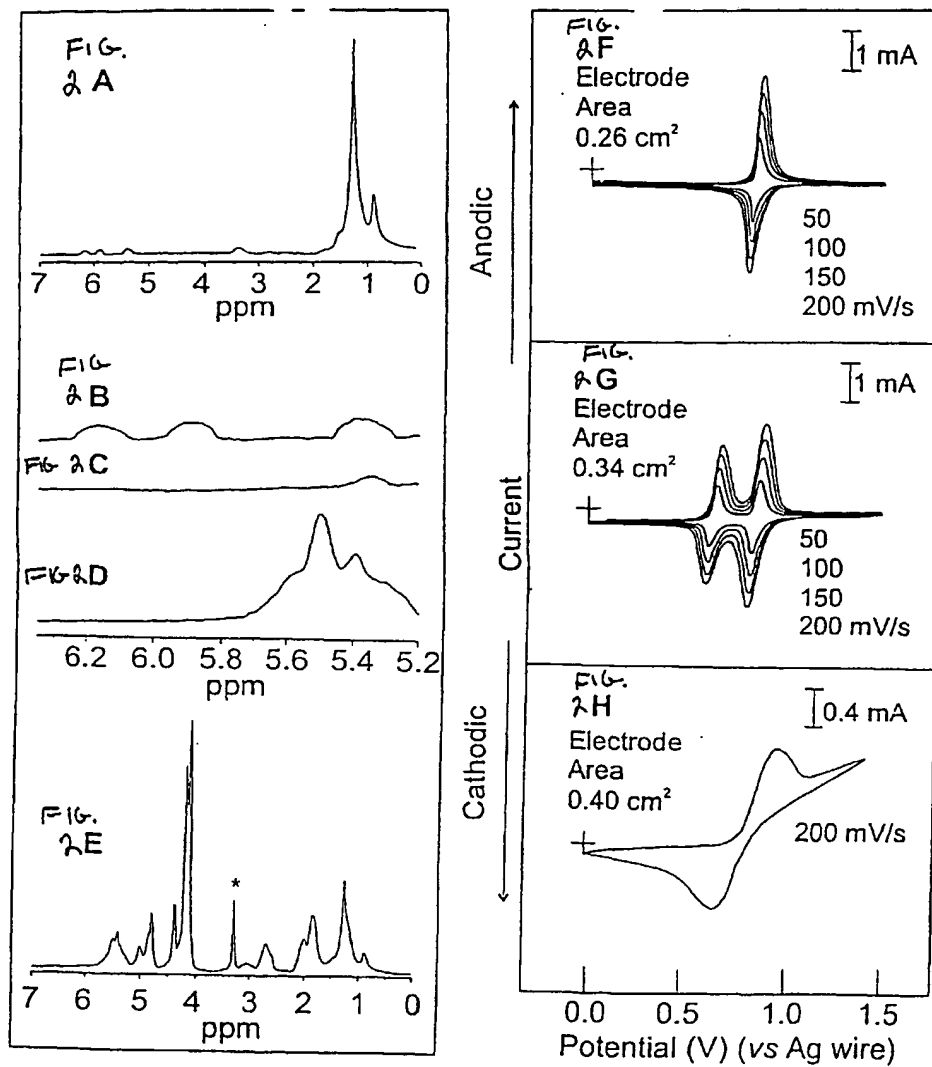 FIG.
2 A
7 6 5 4 3 2 1 0
ppm
FIG
2 B
FIG 2 C
FIG 2D
6.2 6.0 5.8 5.6 5.4 5.2
ppm
FIG.
2E
*
7 6 5 4 3 2 1 0
ppm
Anodic
Current
Cathodic
FIG.
2F
Electrode
Area
0.26 cm²
1 mA
50
100
150
200 mV/s
FIG.
2G
Electrode
Area
0.34 cm²
1 mA
50
100
150
200 mV/s
FIG.
2H
Electrode
Area
0.40 cm²
0.4 mA
200 mV/s
0.0 0.5 1.0 1.5
Potential (V) (vs Ag wire)